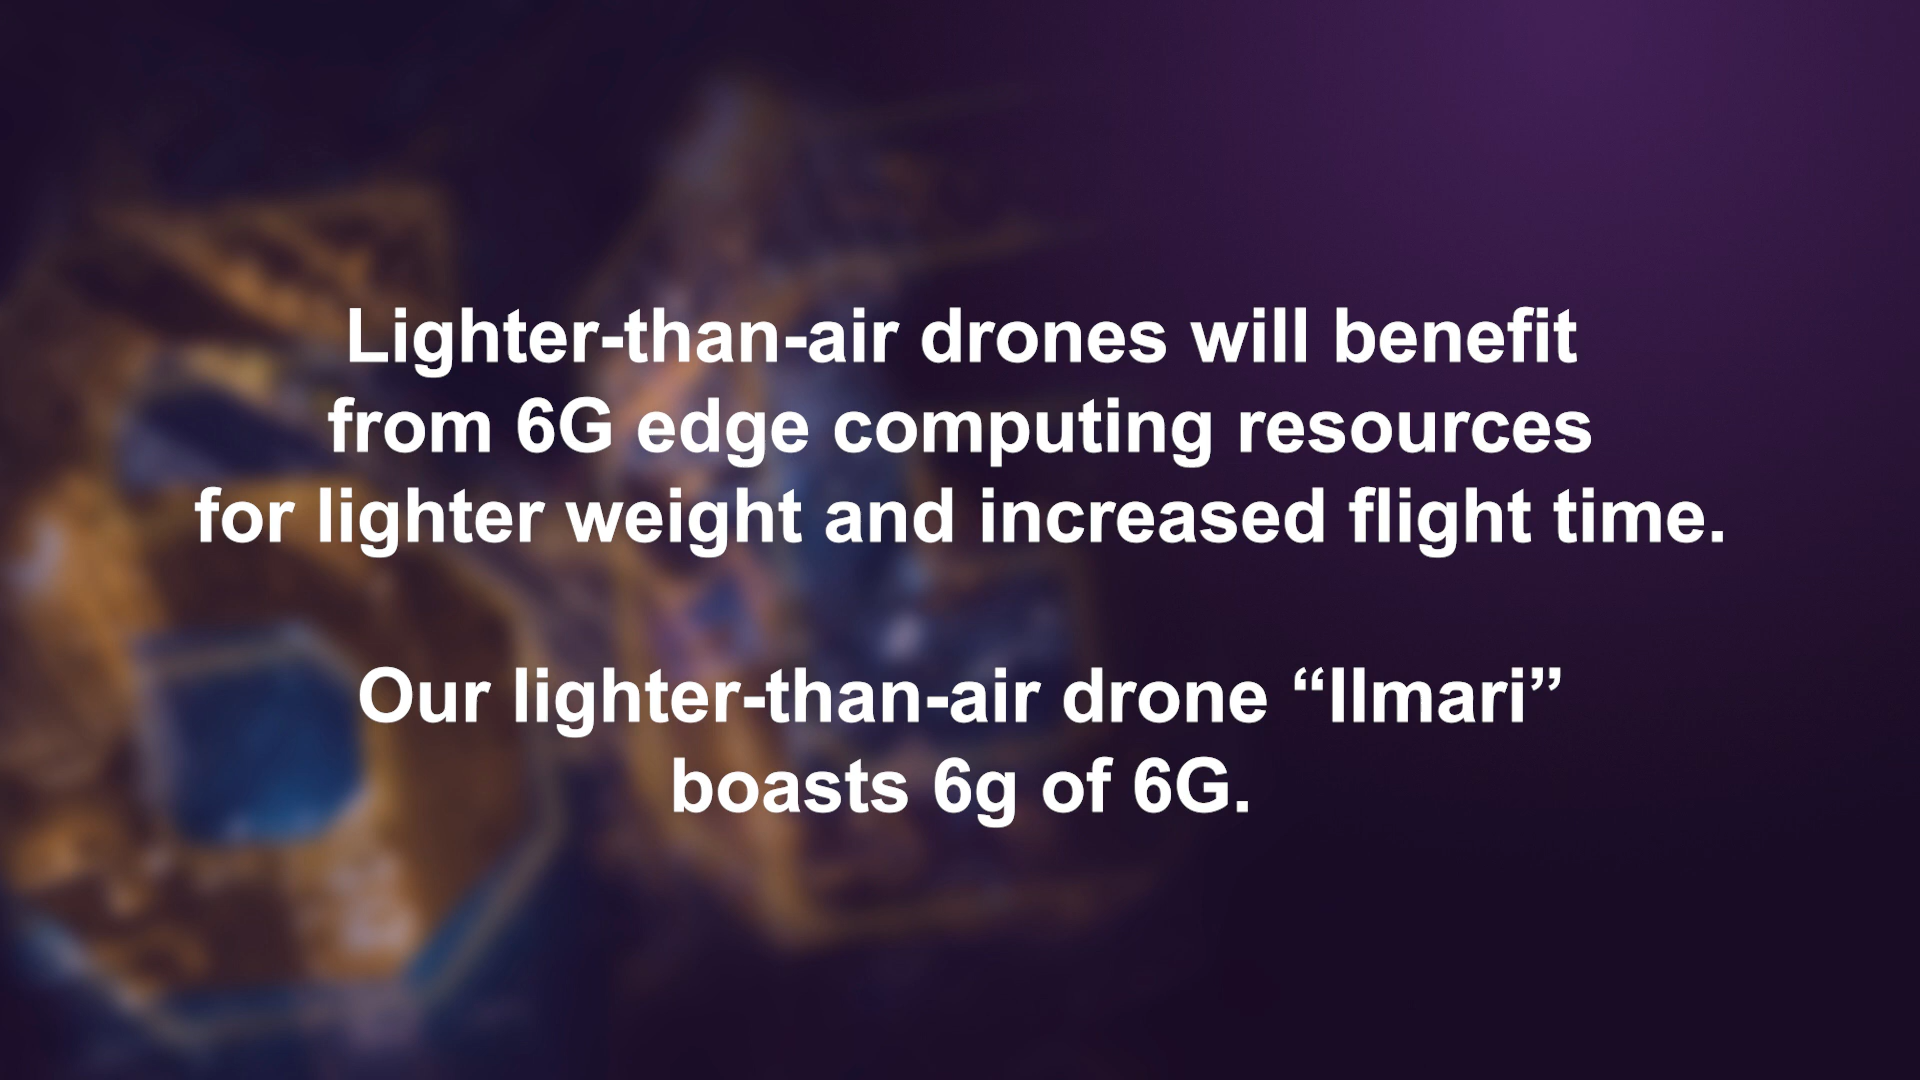 Lighter-than-air drones will benefit
from 6G edge computing resources
for lighter weight and increased flight time.
Our lighter-than-air drone “Ilmari”
boasts 6g of 6G.